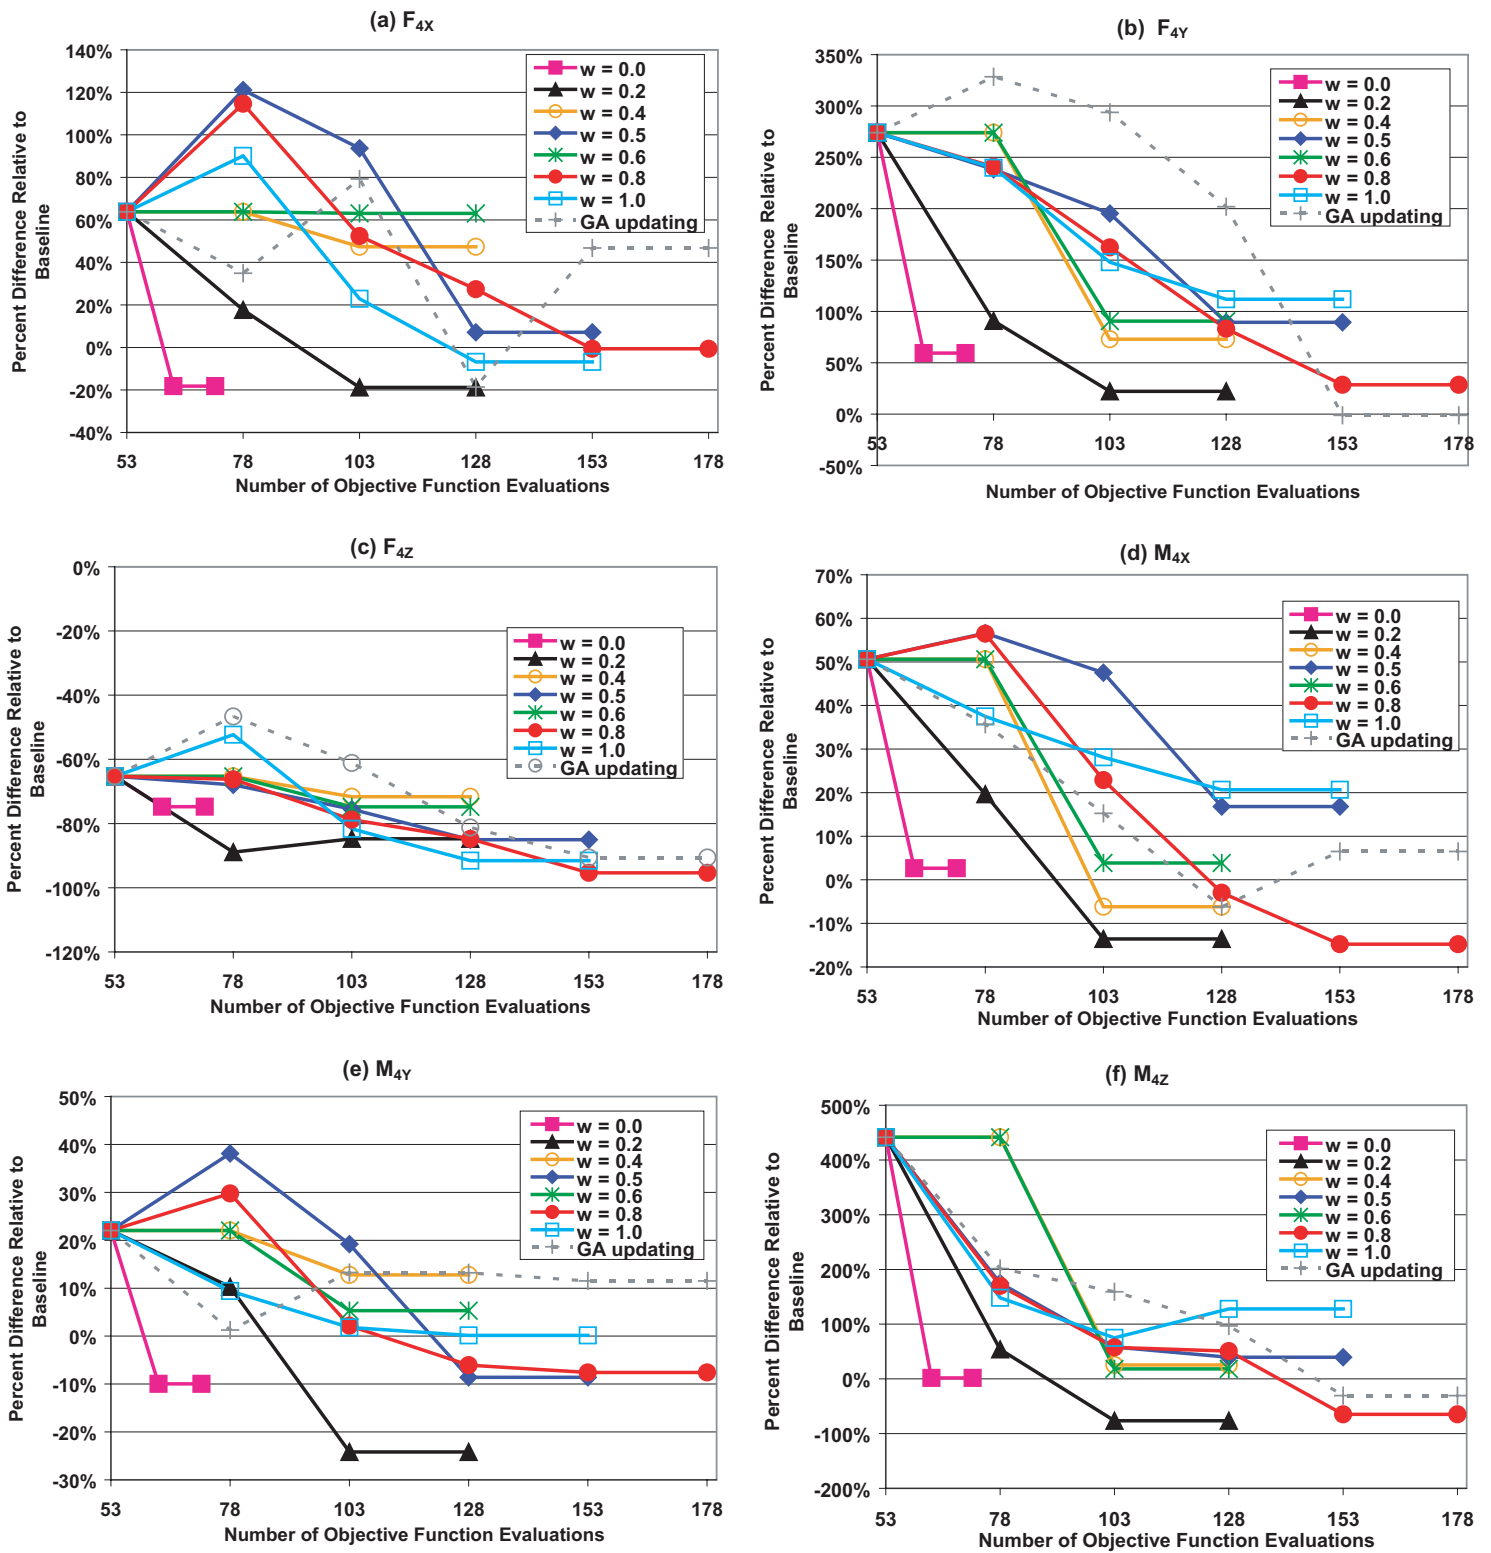 (a) F4X
140%
120%
100%
80%
60%
40%
20%
0%
-20%
-40%
Percent Difference Relative to
Baseline
w = 0.0
w = 0.2
w = 0.4
w = 0.5
w = 0.6
w = 0.8
w = 1.0
GA updating
53 78 103 128 153 178
Number of Objective Function Evaluations
(b) F4Y
350%
300%
250%
200%
150%
100%
50%
0%
-50%
Percent Difference Relative to
Baseline
w = 0.0
w = 0.2
w = 0.4
w = 0.5
w = 0.6
w = 0.8
w = 1.0
GA updating
53 78 103 128 153 178
Number of Objective Function Evaluations
(c) F4Z
0%
-20%
-40%
-60%
-80%
-100%
-120%
Percent Difference Relative to
Baseline
w = 0.0
w = 0.2
w = 0.4
w = 0.5
w = 0.6
w = 0.8
w = 1.0
GA updating
53 78 103 128 153 178
Number of Objective Function Evaluations
(d) M4X
70%
60%
50%
40%
30%
20%
10%
0%
-10%
-20%
Percent Difference Relative to
Baseline
w = 0.0
w = 0.2
w = 0.4
w = 0.5
w = 0.6
w = 0.8
w = 1.0
GA updating
53 78 103 128 153 178
Number of Objective Function Evaluations
(e) M4Y
50%
40%
30%
20%
10%
0%
-10%
-20%
-30%
Percent Difference Relative to
Baseline
w = 0.0
w = 0.2
w = 0.4
w = 0.5
w = 0.6
w = 0.8
w = 1.0
GA updating
53 78 103 128 153 178
Number of Objective Function Evaluations
(f) M4Z
500%
400%
300%
200%
100%
0%
-100%
-200%
Percent Difference Relative to
Baseline
w = 0.0
w = 0.2
w = 0.4
w = 0.5
w = 0.6
w = 0.8
w = 1.0
GA updating
53 78 103 128 153 178
Number of Objective Function Evaluations